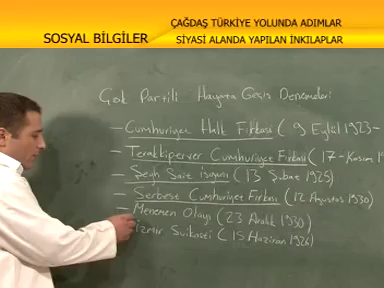 ÇAĞDAŞ TÜRKİYE YOLUNDA ADIMLAR
SOSYAL BİLGİLER
SİYASİ ALANDA YAPILAN İNKILAPLAR
Çok Partili Hayata Geçiş Denemeleri
– Cumhuriyet Halk Fırkası ( 9 Eylül 1923 –
– Terakkiperver Cumhuriyet Fırkası ( 17 - Kasım
– Şeyh Sait isyanı ( 13 Şubat 1925)
– Serbest Cumhuriyet Fırkası ( 12 Ağustos 1930)
– Menemen Olayı ( 23 Aralık 1930)
İzmir Suikasti ( 15 Haziran 1926)